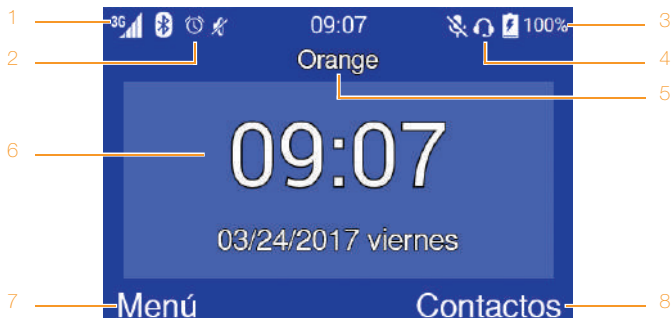 1 3G 09:07 100% 3
2 Orange 4
5
6 09:07
03/24/2017 viernes
7 Menú Contactos 8